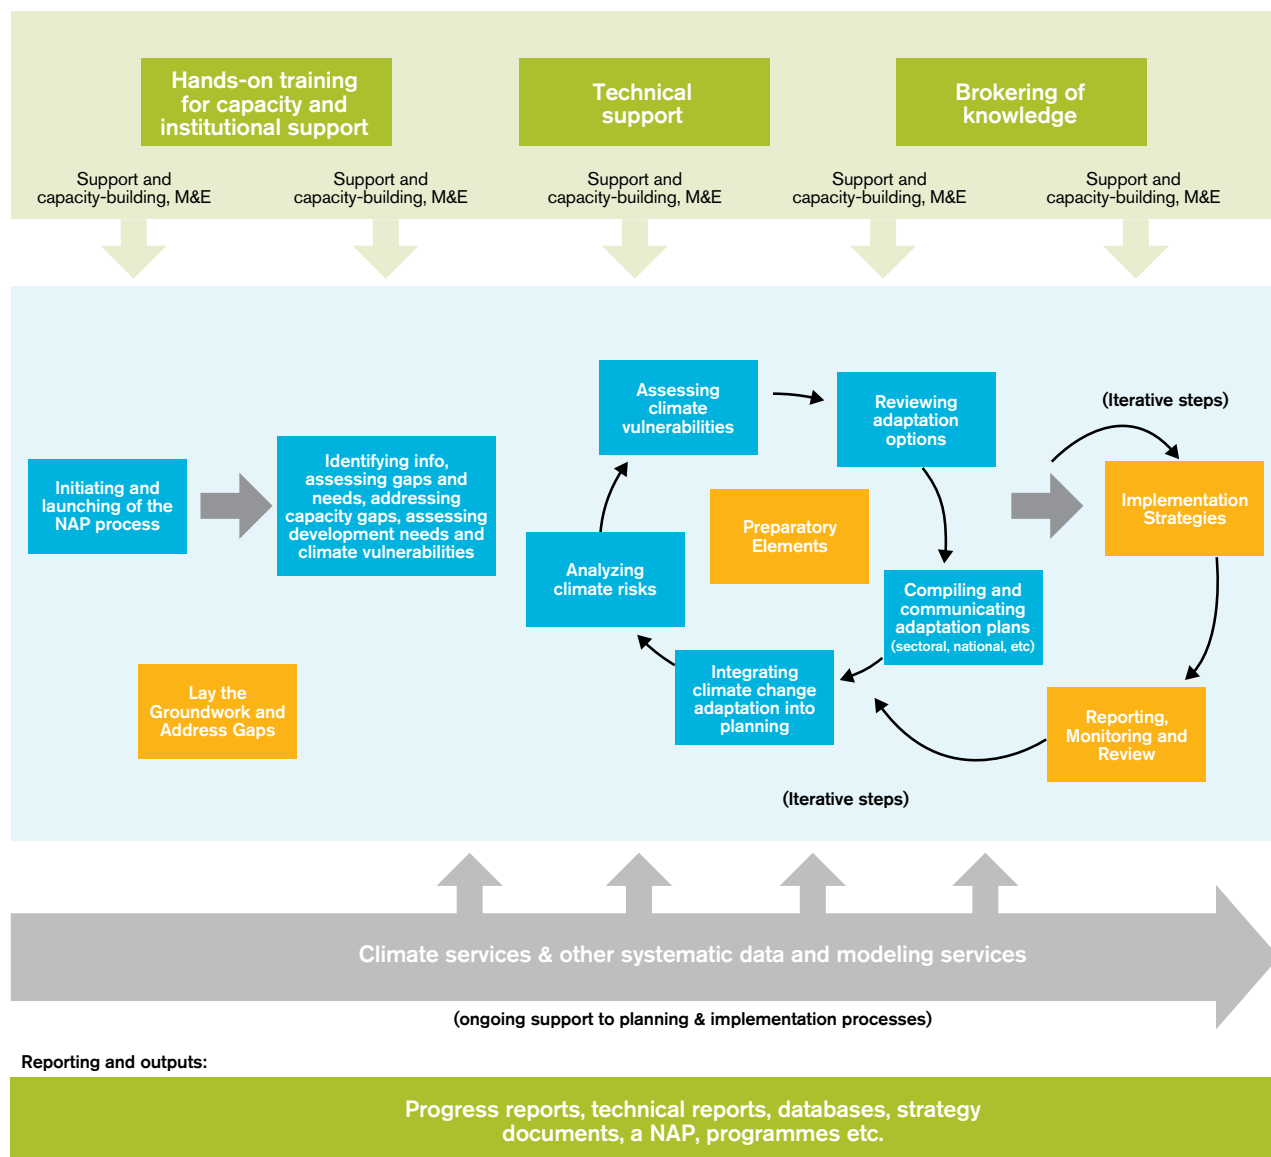 Hands-on training
for capacity and
institutional support
Technical
support
Brokering of
knowledge
Support and
capacity-building, M&E
Support and
capacity-building, M&E
Support and
capacity-building, M&E
Support and
capacity-building, M&E
Support and
capacity-building, M&E
Initiating and
launching of the
NAP process
Identifying info,
assessing gaps and
needs, addressing
capacity gaps, assessing
development needs and
climate vulnerabilities
Lay the
Groundwork and
Address Gaps
Assessing
climate
vulnerabilities
Reviewing
adaptation
options
Preparatory
Elements
Analyzing
climate risks
Compiling and
communicating
adaptation plans
(sectoral, national, etc)
Integrating
climate change
adaptation into
planning
(Iterative steps)
Implementation
Strategies
Reporting,
Monitoring and
Review
(Iterative steps)
Climate services & other systematic data and modeling services
(ongoing support to planning & implementation processes)
Reporting and outputs:
Progress reports, technical reports, databases, strategy
documents, a NAP, programmes etc.